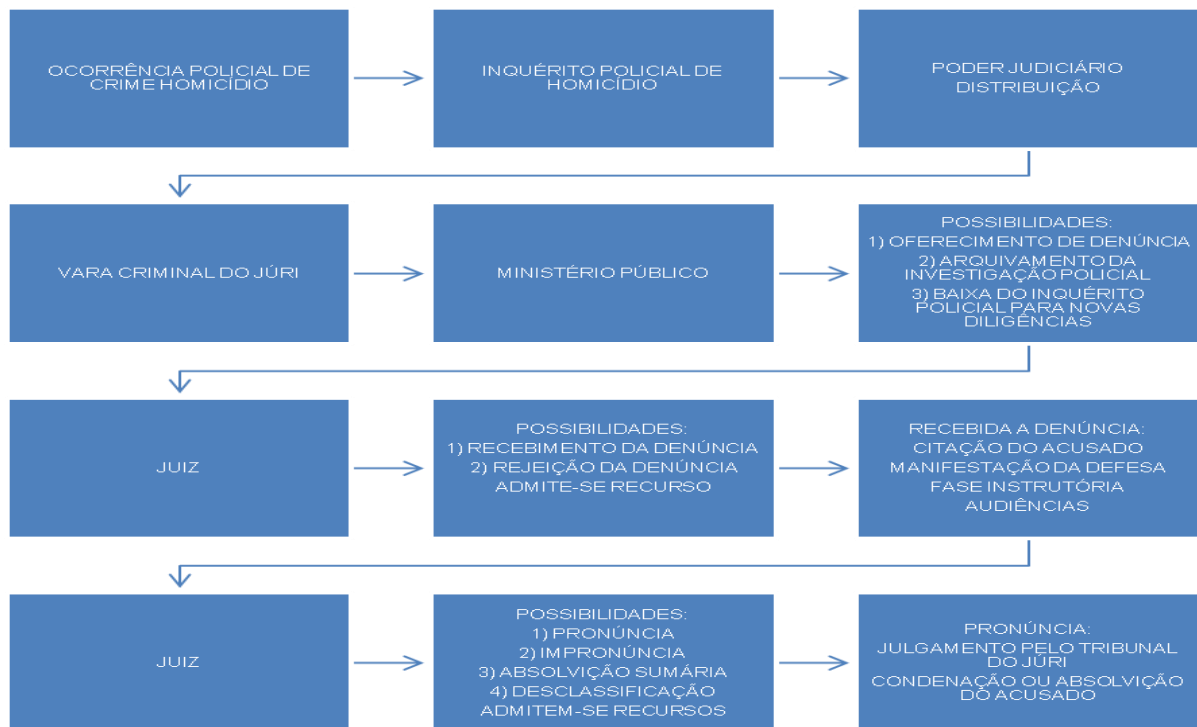 OCORRÊNCIA POLICIAL DE
CRIME HOMICÍDIO
INQUÉRITO POLICIAL DE
HOMICÍDIO
PODER JUDICIÁRIO
DISTRIBUIÇÃO
VARA CRIMINAL DO JÚRI
MINISTÉRIO PÚBLICO
POSSIBILIDADES:
1) OFERECIMENTO DE DENÚNCIA
2) ARQUIVAMENTO DA
INVESTIGAÇÃO POLICIAL
3) BAIXA DO INQUÉRITO
POLICIAL PARA NOVAS
DILIGÊNCIAS
JUIZ
POSSIBILIDADES:
1) RECEBIMENTO DA DENÚNCIA
2) REJEIÇÃO DA DENÚNCIA
ADMITE-SE RECURSO
RECEBIDA A DENÚNCIA:
CITAÇÃO DO ACUSADO
MANIFESTAÇÃO DA DEFESA
FASE INSTRUTÓRIA
AUDIÊNCIAS
JUIZ
POSSIBILIDADES:
1) PRONÚNCIA
2) IMPRONÚNCIA
3) ABSOLVIÇÃO SUMÁRIA
4) DESCLASSIFICAÇÃO
ADMITEM-SE RECURSOS
PRONÚNCIA:
JULGAMENTO PELO TRIBUNAL
DO JÚRI
CONDENAÇÃO OU ABSOLVIÇÃO
DO ACUSADO